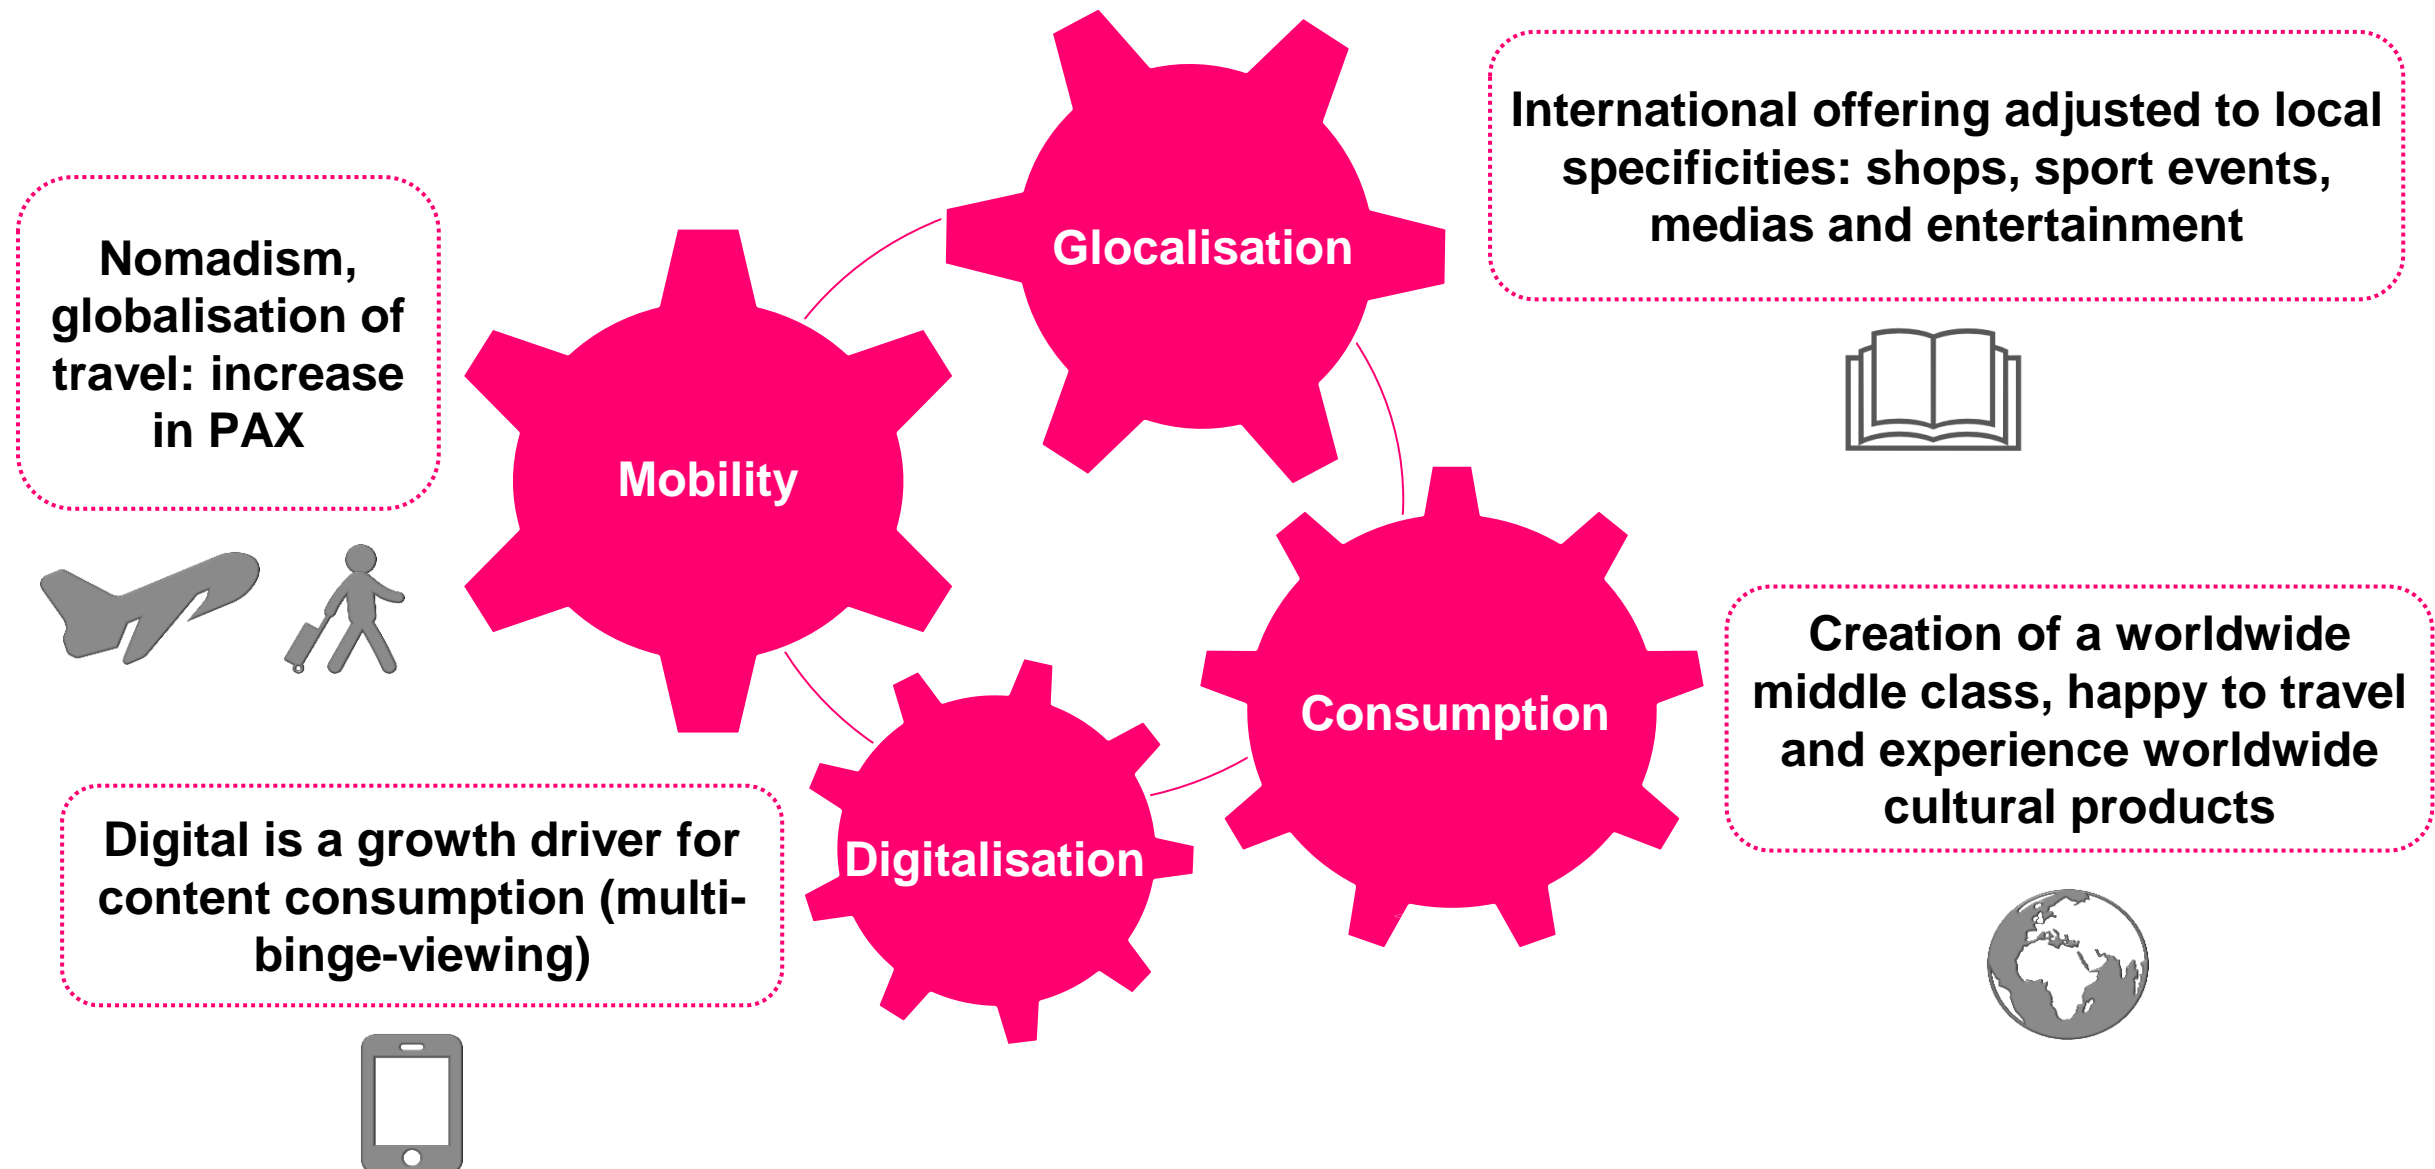 Glocalisation
International offering adjusted to local
specificities: shops, sport events,
medias and entertainment
Nomadism,
globalisation of
travel: increase
in PAX
Mobility
Consumption
Creation of a worldwide
middle class, happy to travel
and experience worldwide
cultural products
Digitalisation
Digital is a growth driver for
content consumption (multi-
binge-viewing)